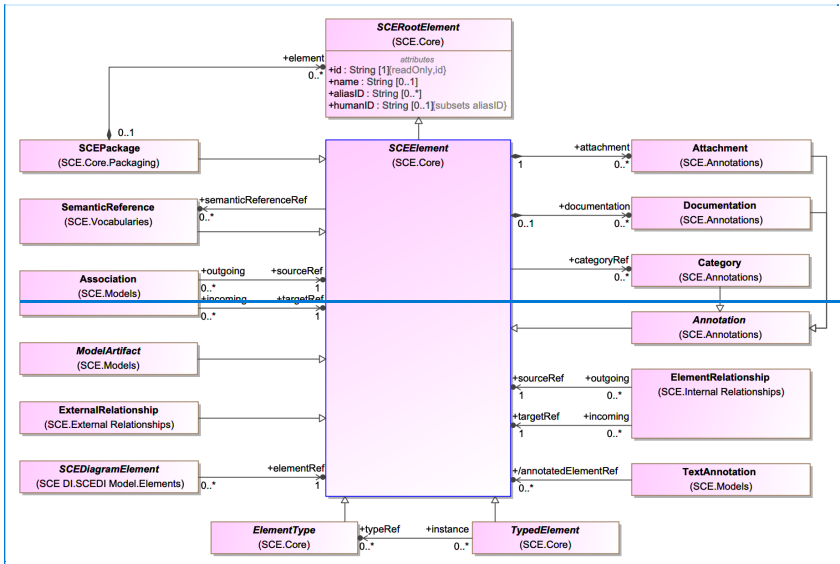 SCERootElement
(SCE.Core)
attributes
+id : String [1]{readOnly,id}
+name : String [0..1]
+aliasID : String [0..*]
+humanID : String [0..1]{subsets aliasID}
+element
0..*
0..1
SCEPackage
(SCE.Core.Packaging)
SCEElement
(SCE.Core)
+attachment
1
0..*
Attachment
(SCE.Annotations)
SemanticReference
(SCE.Vocabularies)
+semanticReferenceRef
0..*
+documentation
0..1
0..*
Documentation
(SCE.Annotations)
+categoryRef
0..*
Category
(SCE.Annotations)
Association
(SCE.Models)
+outgoing
+sourceRef
0..*
1
+incoming
+targetRef
0..*
1
Annotation
(SCE.Annotations)
ModelArtifact
(SCE.Models)
+sourceRef
+outgoing
1
0..*
ElementRelationship
(SCE.Internal Relationships)
+targetRef
+incoming
1
0..*
ExternalRelationship
(SCE.External Relationships)
SCEDiagramElement
(SCE DI.SCEDI Model.Elements)
+elementRef
0..*
1
+/annotatedElementRef
0..*
TextAnnotation
(SCE.Models)
ElementType
(SCE.Core)
+typeRef
+instance
0..*
0..*
TypedElement
(SCE.Core)